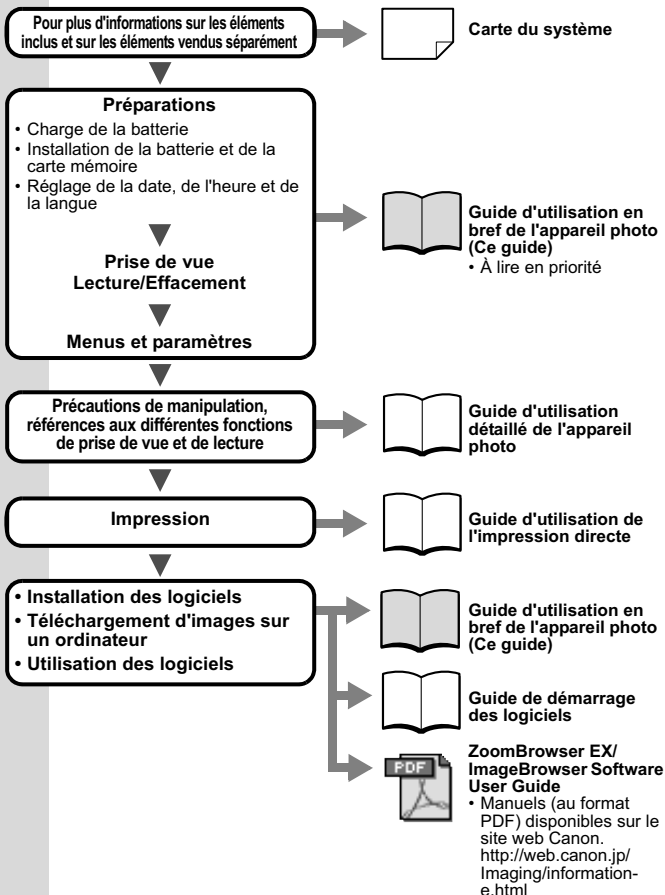 Pour plus d'informations sur les éléments
inclus et sur les éléments vendus séparément
Carte du système
Préparations
• Charge de la batterie
• Installation de la batterie et de la
carte mémoire
• Réglage de la date, de l'heure et de
la langue
Prise de vue
Lecture/Effacement
Menus et paramètres
Guide d'utilisation en
bref de l'appareil photo
(Ce guide)
• À lire en priorité
Précautions de manipulation,
références aux différentes fonctions
de prise de vue et de lecture
Guide d'utilisation
détaillé de l'appareil
photo
Impression
Guide d'utilisation de
l'impression directe
• Installation des logiciels
• Téléchargement d'images sur
un ordinateur
• Utilisation des logiciels
Guide d'utilisation en
bref de l'appareil photo
(Ce guide)
Guide de démarrage
des logiciels
PDF
ZoomBrowser EX/
ImageBrowser Software
User Guide
• Manuels (au format
PDF) disponibles sur le
site web Canon.
http://web.canon.jp/
Imaging/information-
e.html